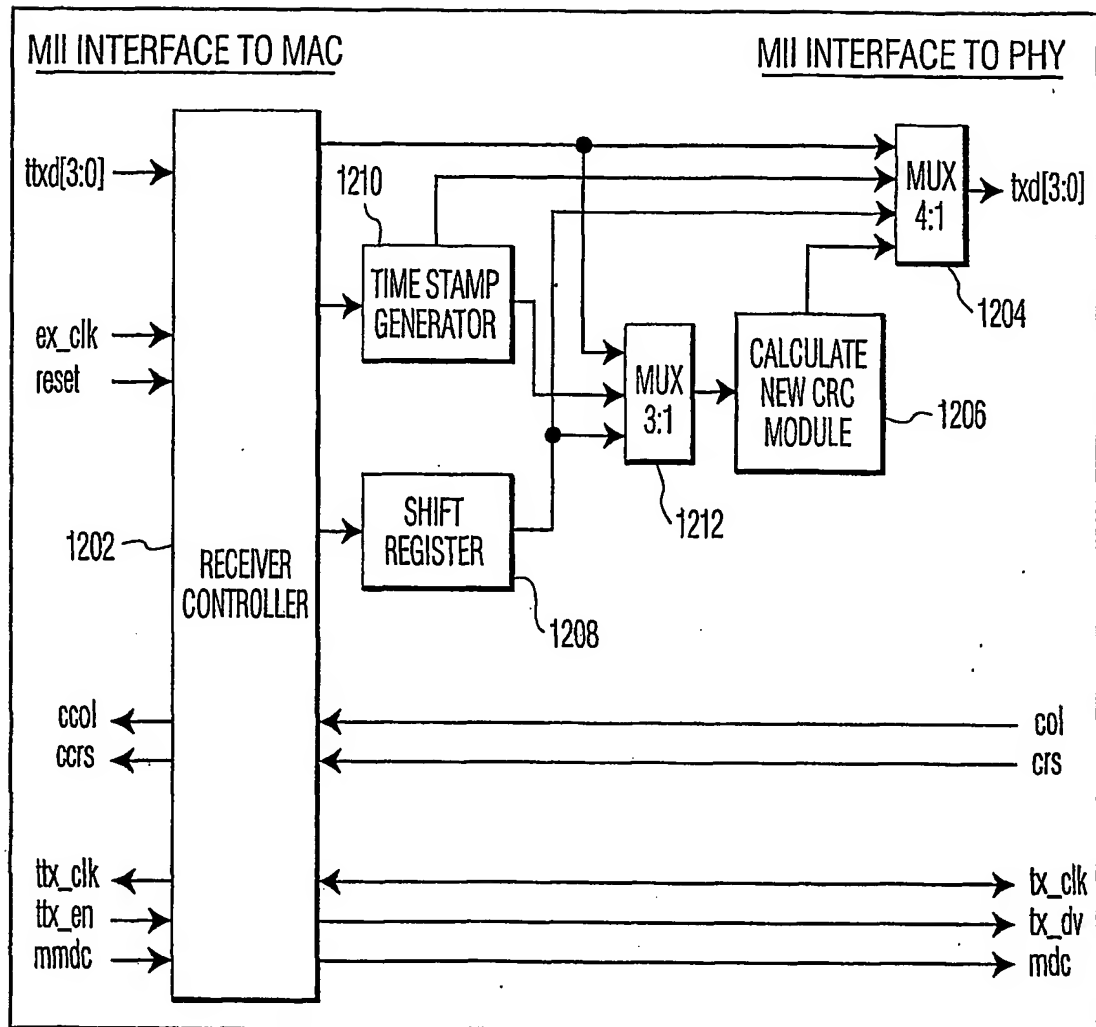 MII INTERFACE TO MAC
MII INTERFACE TO PHY
ttxd[3:0]
1210
MUX
4:1
txd[3:0]
TIME STAMP
GENERATOR
1204
ex_clk
reset
MUX
3:1
CALCULATE
NEW CRC
MODULE
1206
1202
RECEIVER
CONTROLLER
SHIFT
REGISTER
1212
1208
ccol
col
ccrs
crs
ttx_clk
tx_clk
ttx_en
tx_dv
mmdc
mdc